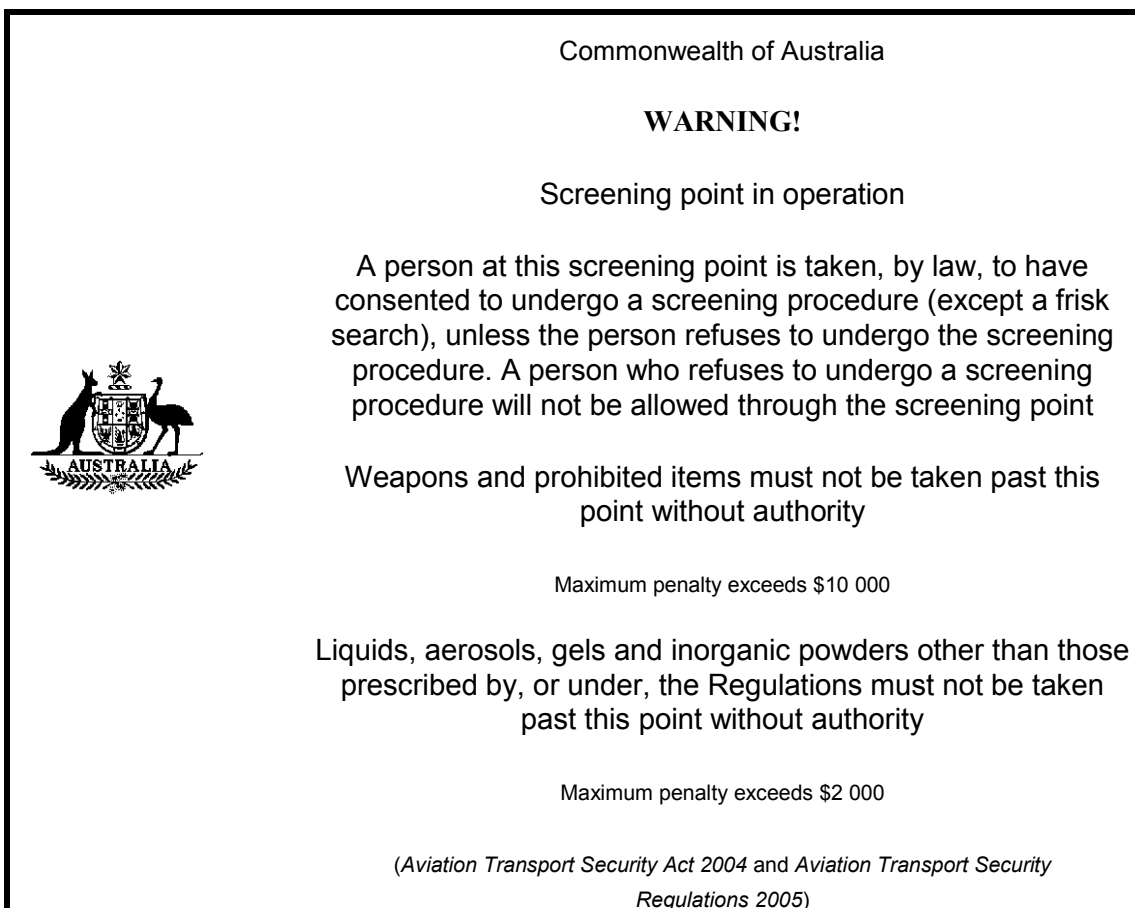 Commonwealth of Australia
WARNING!
Screening point in operation
A person at this screening point is taken, by law, to have
consented to undergo a screening procedure (except a frisk
search), unless the person refuses to undergo the screening
procedure. A person who refuses to undergo a screening
procedure will not be allowed through the screening point
AUSTRALIA
Weapons and prohibited items must not be taken past this
point without authority
Maximum penalty exceeds $10 000
Liquids, aerosols, gels and inorganic powders other than those
prescribed by, or under, the Regulations must not be taken
past this point without authority
Maximum penalty exceeds $2 000
(Aviation Transport Security Act 2004 and Aviation Transport Security
Regulations 2005)